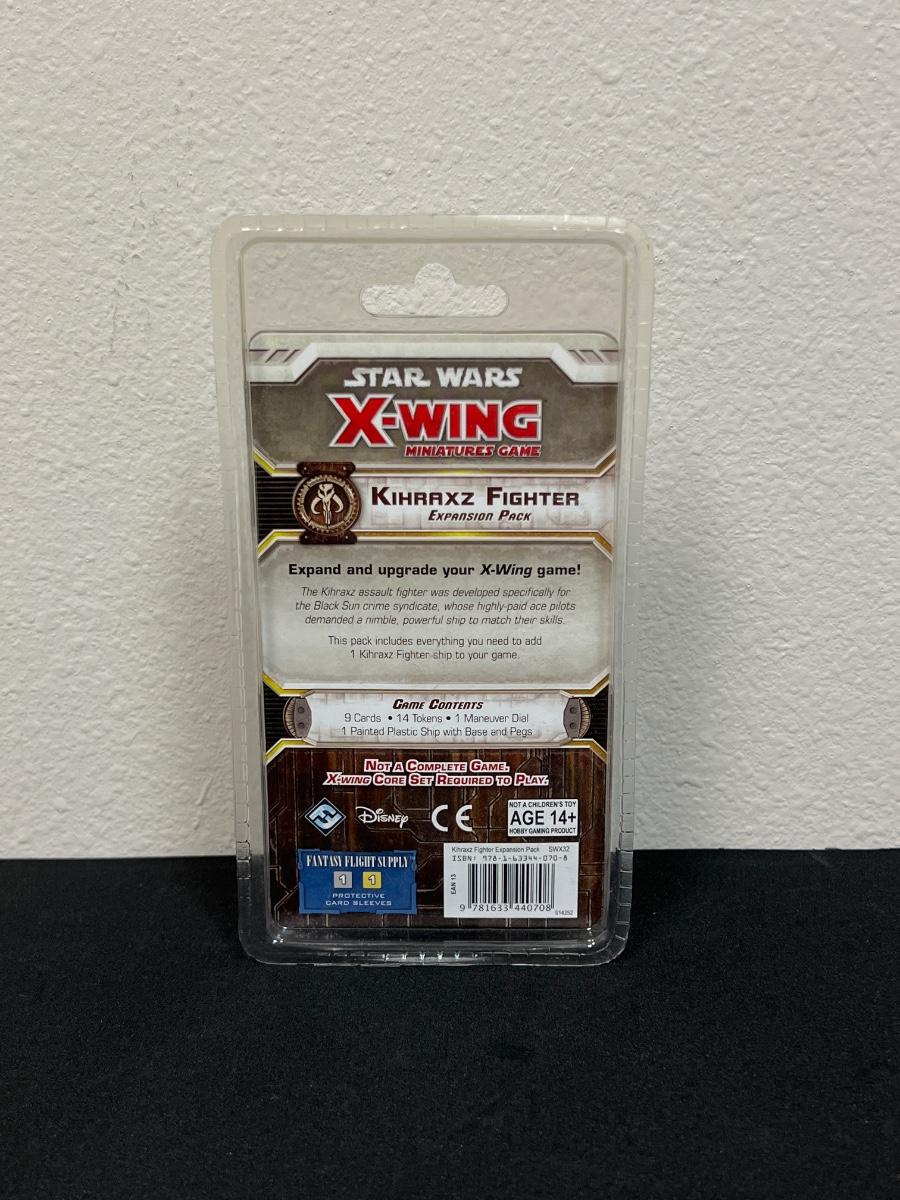 STAR WARS
X-WING
MINIATURES GAME
KIHRAXZ FIGHTER
EXPANSION PACK
Expand and upgrade your X-Wing game!
The Kihraxz assault fighter was developed specifically for
the Black Sun crime syndicate, whose highly-paid ace pilots
demanded a nimble, powerful ship to match their skills.
This pack includes everything you need to add
1 Kihraxz Fighter ship to your game.
GAME CONTENTS
9 Cards • 14 Tokens • 1 Maneuver Dial
1 Painted Plastic Ship with Base and Pegs
NOT A COMPLETE GAME.
X-WING CORE SET REQUIRED TO PLAY.
Disney
CE
NOT A CHILDREN'S TOY
AGE 14+
HOBBY GAMING PRODUCT
FANTASY FLIGHT SUPPLY™
1 1
PROTECTIVE
CARD SLEEVES
Kihraxz Fighter Expansion Pack SWX32
ISBN: 978-1-63344-070-8
EAN 13
9 781633 440708
S14252